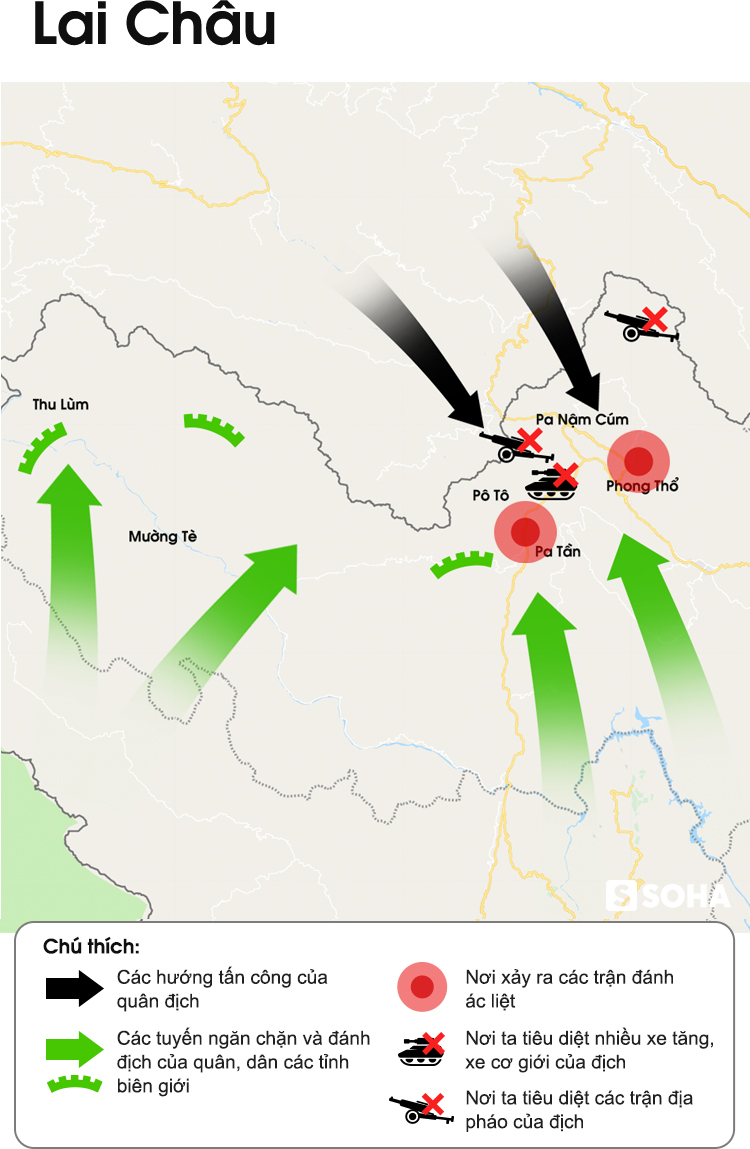 Lai Châu
Thu Lùm
Pa Nậm Cúm
Phong Thổ
Pô Tô
Mường Tè
Pa Tần
SOHA
Chú thích:
Các hướng tấn công của
quân địch
Các tuyến ngăn chặn và đánh
địch của quân, dân các tỉnh
biên giới
Nơi xảy ra các trận đánh
ác liệt
Nơi ta tiêu diệt nhiều xe tăng,
xe cơ giới của địch
Nơi ta tiêu diệt các trận địa
pháo của địch